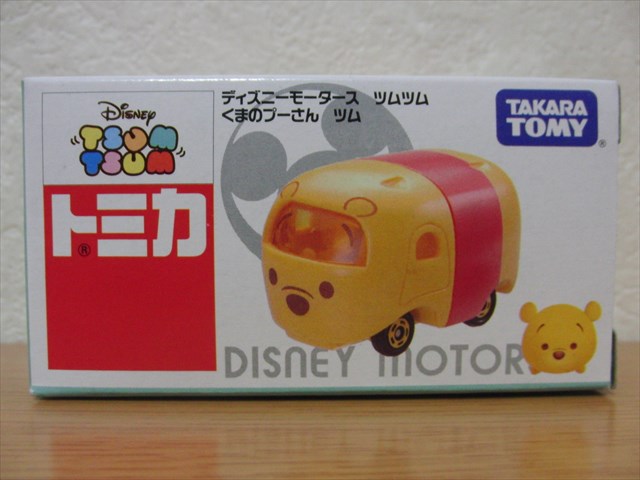 Disney
TSUM
TSUM
トミカ
®
ディズニーモータース ツムツム
くまのプーさん ツム
TAKARA
TOMY
®
DISNEY MOTOR